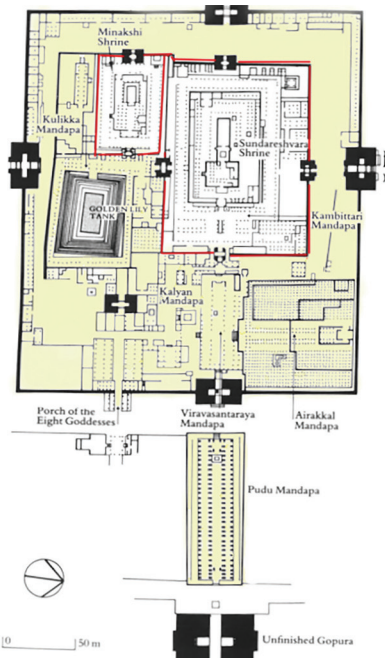 Minakshi
Shrine
Kulikka
Mandapa
Sundareshvara
Shrine
GOLDEN LILY
TANK
Kambittari
Mandapa
Kalyan
Mandapa
Porch of the
Eight Goddesses
Viravasantaraya
Mandapa
Airakkal
Mandapa
Pudu Mandapa
0
50 m
Unfinished Gopura